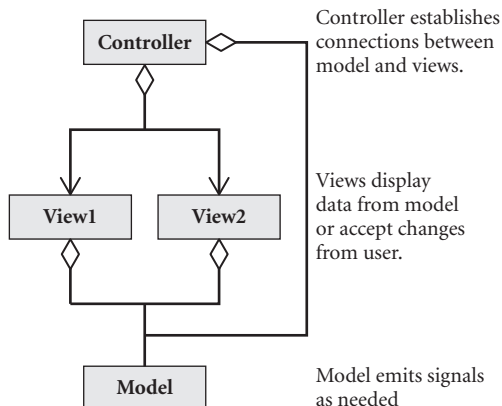 Controller
Controller establishes
connections between
model and views.
View1
View2
Views display
data from model
or accept changes
from user.
Model
Model emits signals
as needed